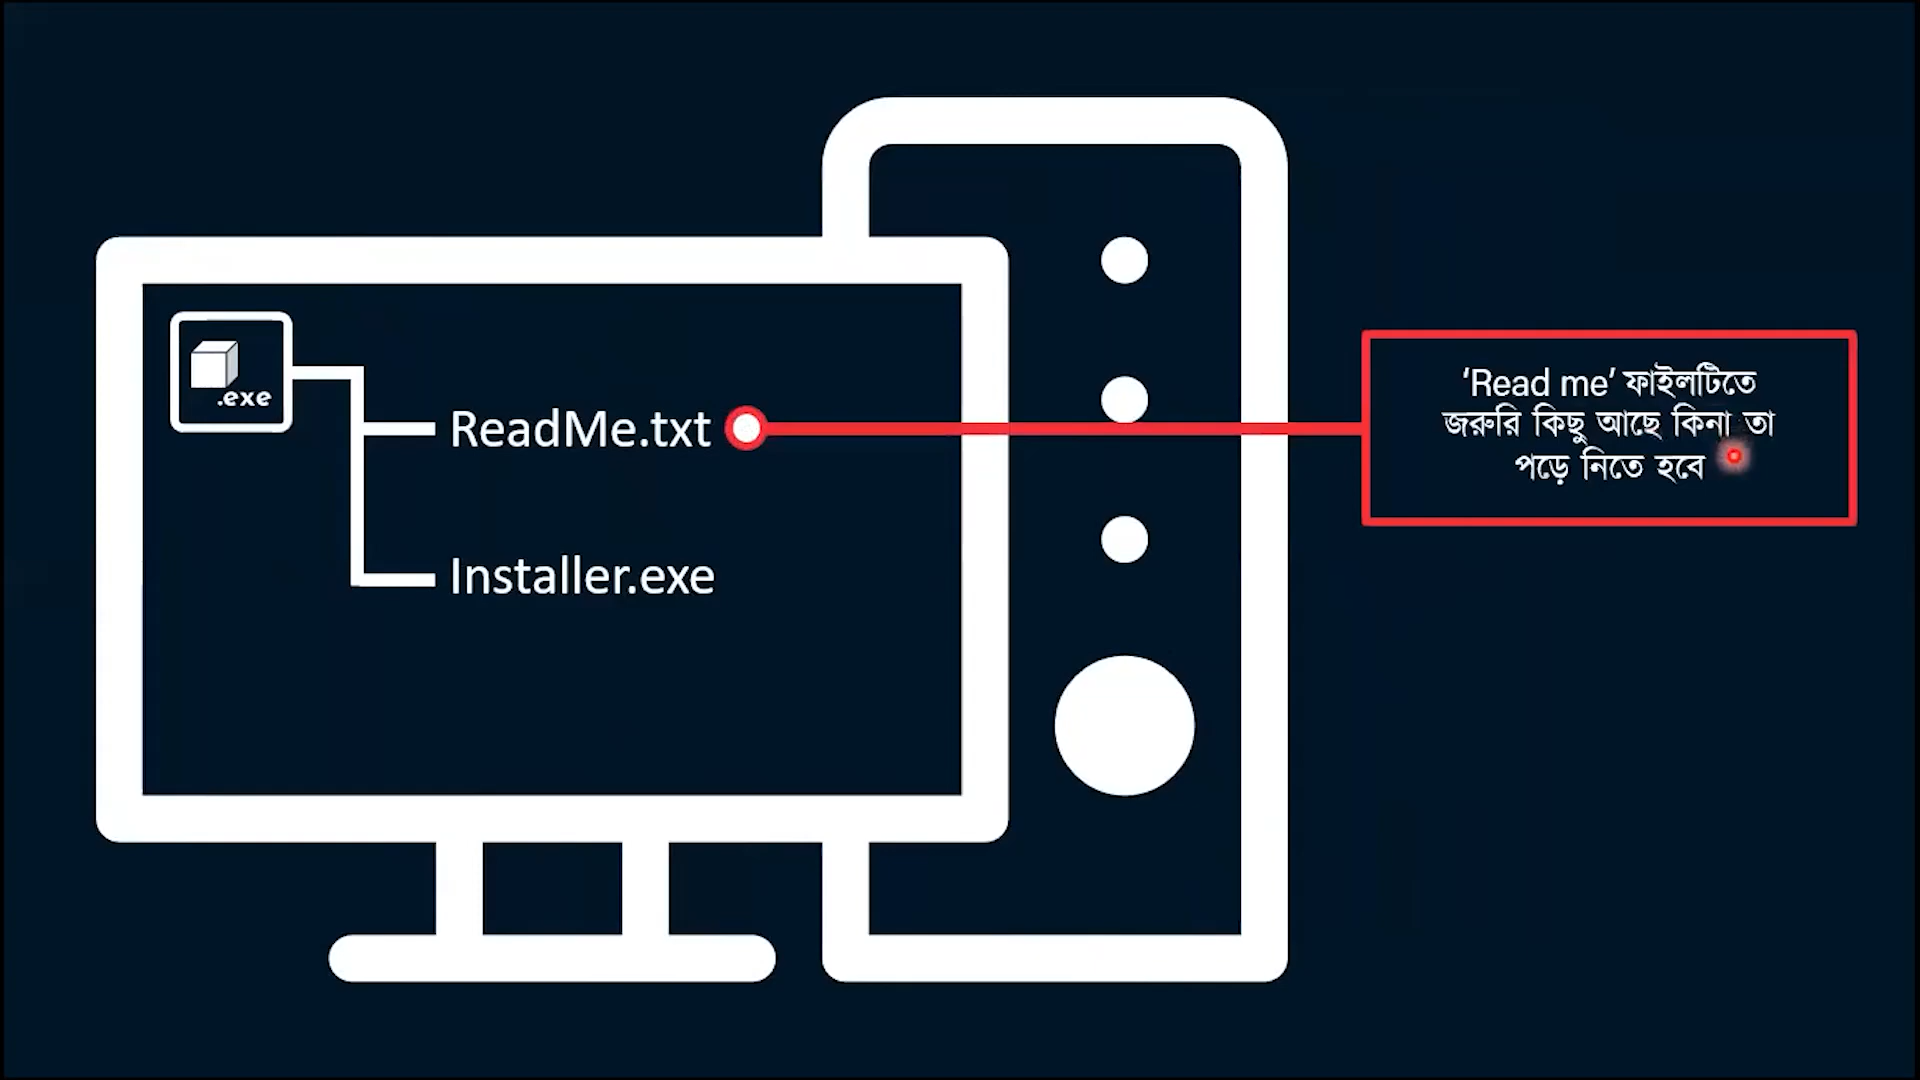 .exe
ReadMe.txt
Installer.exe
‘Read me’ ফাইলটিতে
জরুরি কিছু আছে কিনা তা
পড়ে নিতে হবে